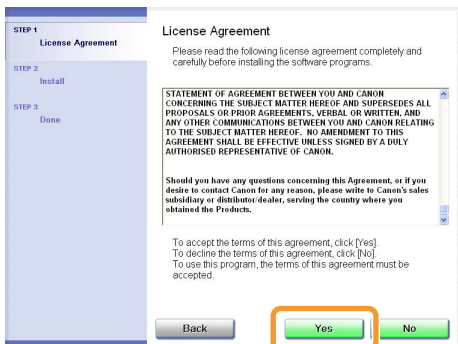 STEP 1
License Agreement
STEP 2
Install
STEP 3
Done
License Agreement
Please read the following license agreement completely and
carefully before installing the software programs.
STATEMENT OF AGREEMENT BETWEEN YOU AND CANON
CONCERNING THE SUBJECT MATTER HEREOF AND SUPERSEDES ALL
PROPOSALS OR PRIOR AGREEMENTS, VERBAL OR WRITTEN, AND
ANY OTHER COMMUNICATIONS BETWEEN YOU AND CANON RELATING
TO THE SUBJECT MATTER HEREOF. NO AMENDMENT TO THIS
AGREEMENT SHALL BE EFFECTIVE UNLESS SIGNED BY A DULY
AUTHORISED REPRESENTATIVE OF CANON.
Should you have any questions concerning this Agreement, or if you
desire to contact Canon for any reason, please write to Canon's sales
subsidiary or distributor/dealer, serving the country where you
obtained the Products.
To accept the terms of this agreement, click [Yes].
To decline the terms of this agreement, click [No].
To use this program, the terms of this agreement must be
accepted.
Back
Yes
No